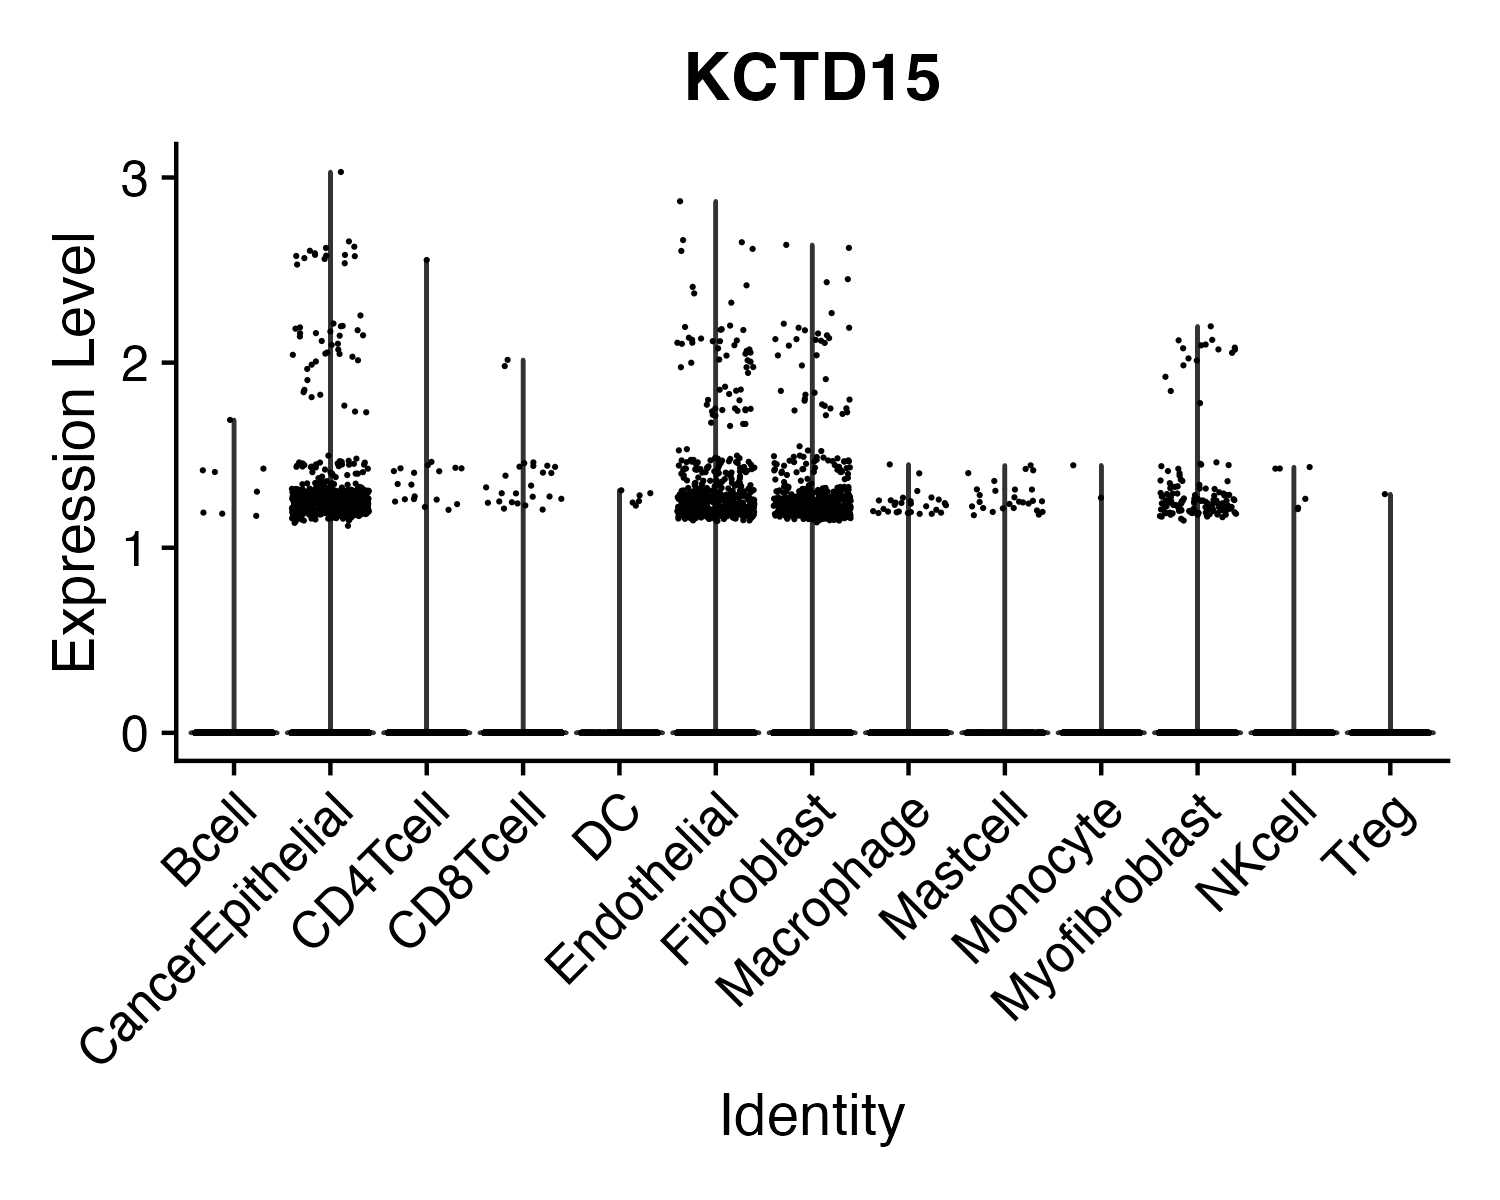 KCTD15
Expression Level
3
2
1
0
Bcell
CancerEpithelial
CD4Tcell
CD8Tcell
DC
Endothelial
Fibroblast
Macrophage
Mastcell
Monocyte
Myofibroblast
NKcell
Treg
Identity